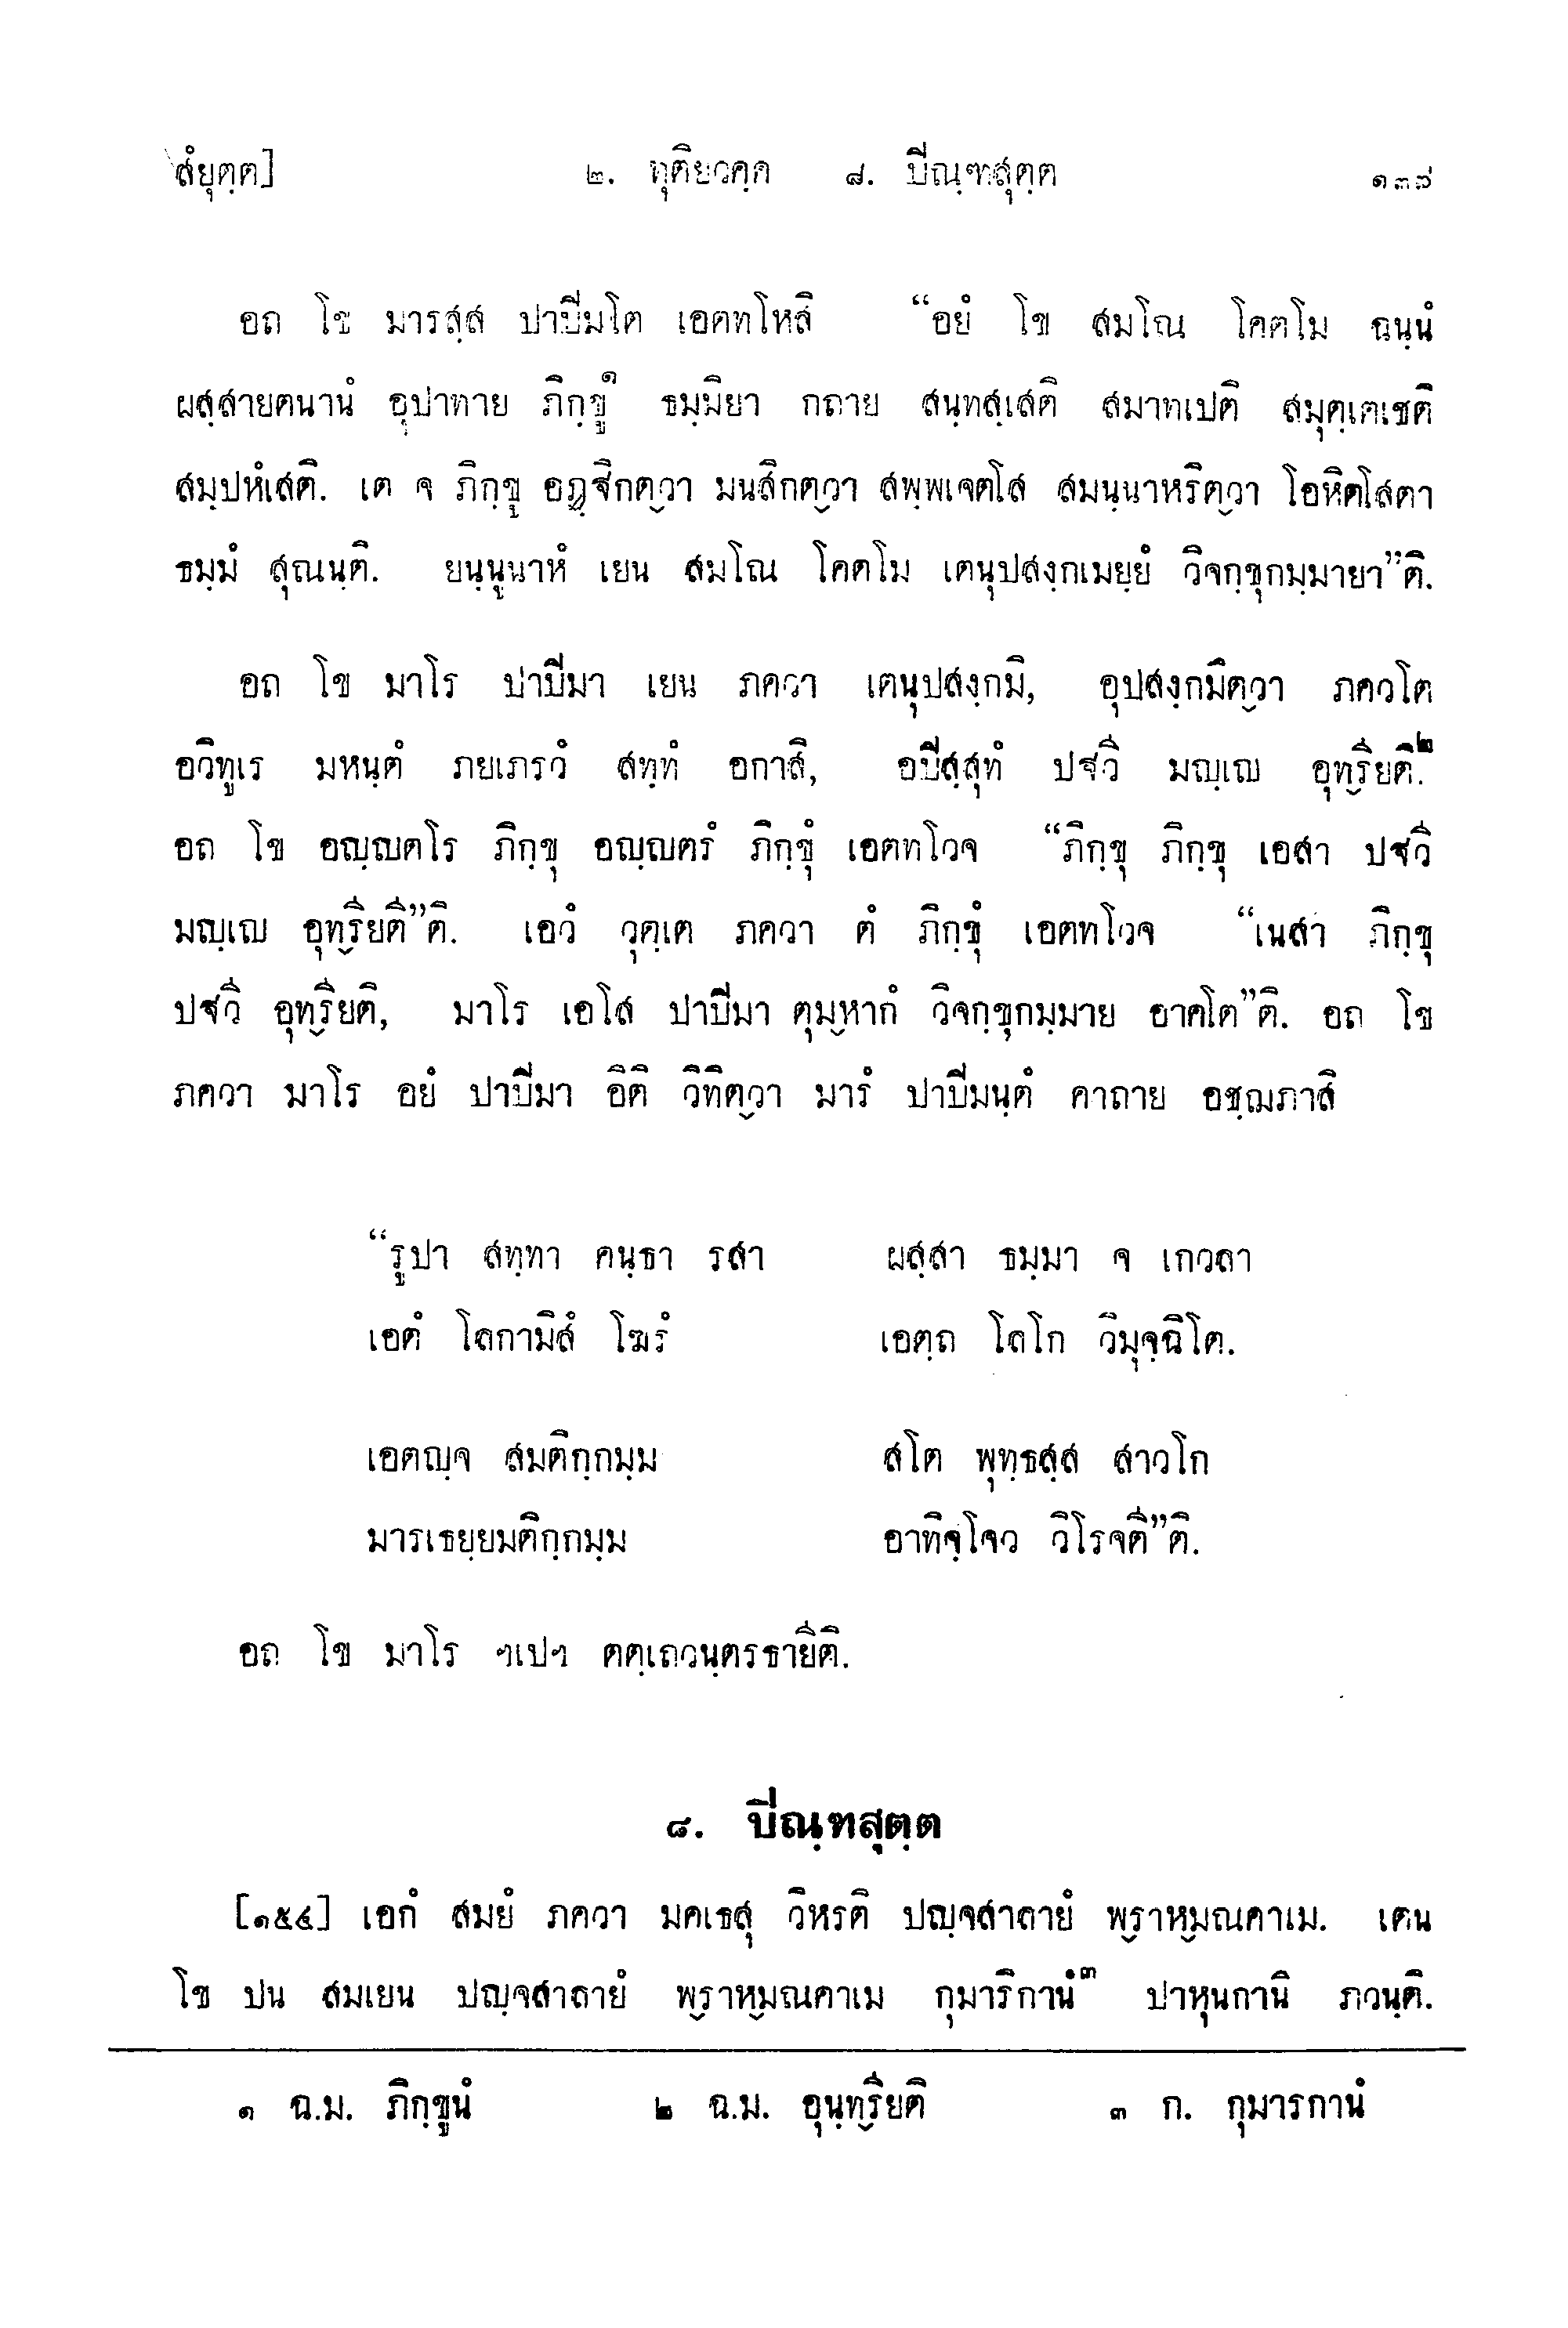 สํยุตฺต] ๒. ทุติยวคฺค ๘. ปิณฺฑสุตฺต ๑๓๙
อถ โข มารสฺส ปาปิมโต เอตทโหสิ “อยํ โข สมโณ โคตโม ฉนฺนํ
ผสฺสายตนานํ อุปาทาย ภิกฺขู๑ ธมฺมิยา กถาย สนฺทสฺเสติ สมาทเปติ สมุตฺเตเชติ
สมฺปหํเสติ. เต จ ภิกฺขู อฏฺฐิกตฺวา มนสิกตฺวา สพฺพเจตโส สมนฺนาหริตฺวา โอหิตโสตา
ธมฺมํ สุณนฺติ. ยนฺนูนาหํ เยน สมโณ โคตโม เตนุปสงฺกเมยฺยํ วิจกฺขุกมฺมายา”ติ.
อถ โข มาโร ปาปิมา เยน ภควา เตนุปสงฺกมิ, อุปสงฺกมิตฺวา ภควโต
อวิทูเร มหนฺตํ ภยเภรวํ สทฺทํ อกาสิ, อปิสฺสุทํ ปฐวี มญฺเญ อุทฺรียติ.๒
อถ โข อญฺญตโร ภิกฺขุ อญฺญตรํ ภิกฺขุํ เอตทโวจ “ภิกฺขุ ภิกฺขุ เอสา ปฐวี
มญฺเญ อุทฺรียตี”ติ. เอวํ วุตฺเต ภควา ตํ ภิกฺขุํ เอตทโวจ “เนสา ภิกฺขุ
ปฐวี อุทฺรียติ, มาโร เอโส ปาปิมา ตุมฺหากํ วิจกฺขุกมฺมาย อาคโต”ติ. อถ โข
ภควา มาโร อยํ ปาปิมา อิติ วิทิตฺวา มารํ ปาปิมนฺตํ คาถาย อชฺฌภาสิ
“รูปา สทฺทา คนฺธา รสา ผสฺสา ธมฺมา จ เกวลา
เอตํ โลกามิสํ โฆรํ เอตฺถ โลโก วิมุจฺฉิโต.
เอตญฺจ สมติกฺกมฺม สโต พุทฺธสฺส สาวโก
มารเธยฺยมติกฺกมฺม อาทิจฺโจว วิโรจตี”ติ.
อถ โข มาโร ฯเปฯ ตตฺเถวนฺตรธายีติ.
๘. ปิณฺฑสุตฺต
[๑๕๔] เอกํ สมยํ ภควา มคเธสุ วิหรติ ปญฺจสาลายํ พฺราหฺมณคาเม. เตน
โข ปน สมเยน ปญฺจสาลายํ พฺราหฺมณคาเม กุมาริกานํ๓ ปาหุนกานิ ภวนฺติ.
๑ ฉ.ม. ภิกฺขูนํ ๒ ฉ.ม. อุนฺทฺรียติ ๓ ก. กุมารกานํ